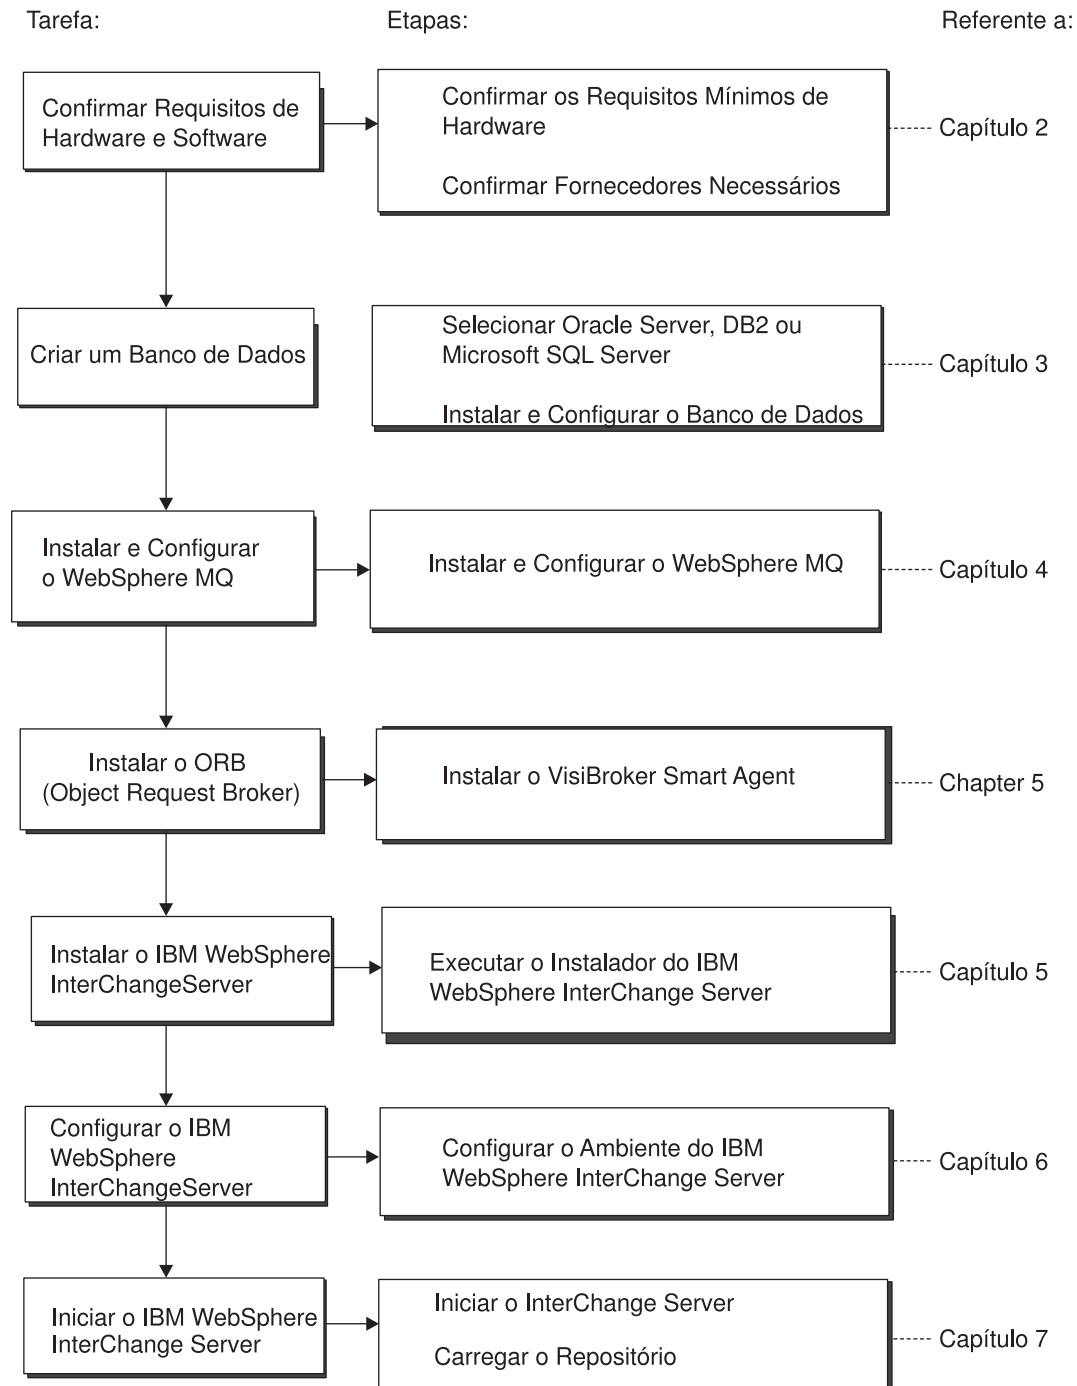 Tarefa:
Etapas:
Referente a:
Confirmar Requisitos de
Hardware e Software
Confirmar os Requisitos Mínimos de
Hardware
Confirmar Fornecedores Necessários
Capítulo 2
Criar um Banco de Dados
Selecionar Oracle Server, DB2 ou
Microsoft SQL Server
Instalar e Configurar o Banco de Dados
Capítulo 3
Instalar e Configurar
o WebSphere MQ
Instalar e Configurar o WebSphere MQ
Capítulo 4
Instalar o ORB
(Object Request Broker)
Instalar o VisiBroker Smart Agent
Chapter 5
Instalar o IBM WebSphere
InterChangeServer
Executar o Instalador do IBM
WebSphere InterChange Server
Capítulo 5
Configurar o IBM
WebSphere
InterChangeServer
Configurar o Ambiente do IBM
WebSphere InterChange Server
Capítulo 6
Iniciar o IBM WebSphere
InterChange Server
Iniciar o InterChange Server
Carregar o Repositório
Capítulo 7